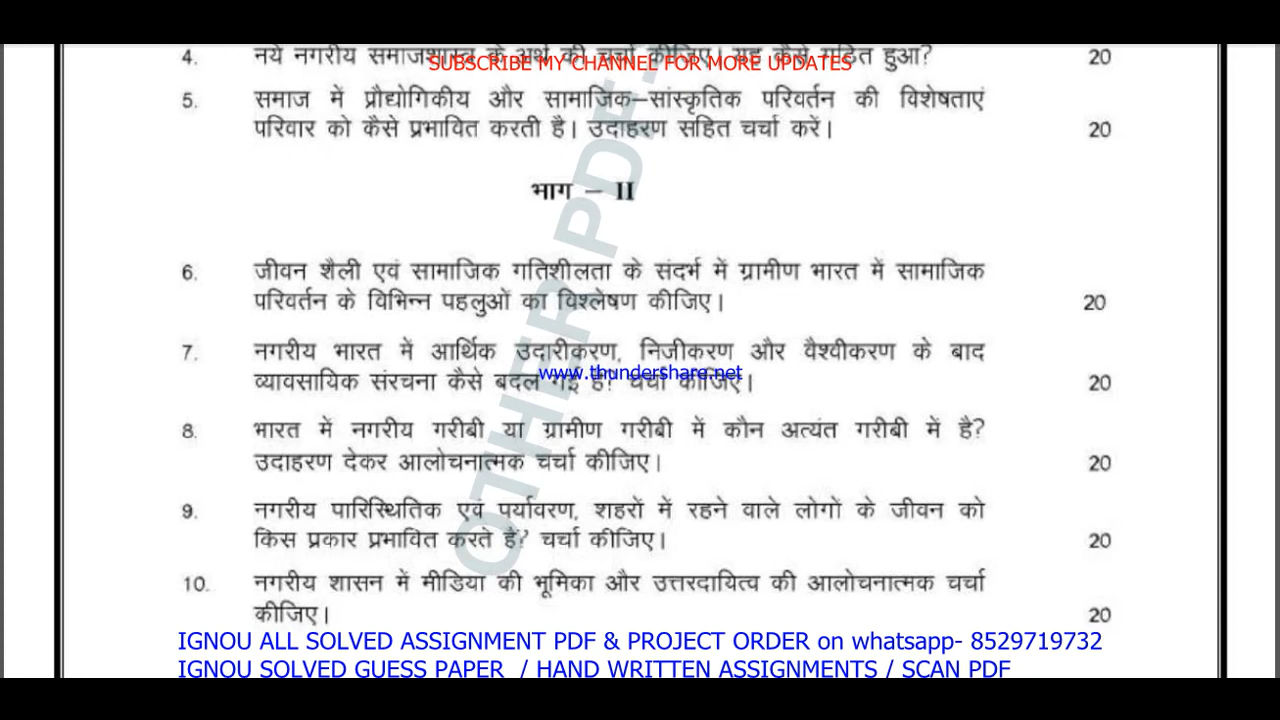 4. नये नगरीय समाजशास्त्र के अर्थ की चर्चा कीजिए। यह कैसे गठित हुआ? 20
SUBSCRIBE MY CHANNEL FOR MORE UPDATES
5. समाज में प्रौद्योगिकीय और सामाजिक–सांस्कृतिक परिवर्तन की विशेषताएं
परिवार को कैसे प्रभावित करती है। उदाहरण सहित चर्चा करें। 20
भाग – II
6. जीवन शैली एवं सामाजिक गतिशीलता के संदर्भ में ग्रामीण भारत में सामाजिक
परिवर्तन के विभिन्न पहलुओं का विश्लेषण कीजिए। 20
7. नगरीय भारत में आर्थिक उदारीकरण, निजीकरण और वैश्वीकरण के बाद
व्यावसायिक संरचना कैसे बदल गई है? चर्चा कीजिए। 20
www.thundershare.net
8. भारत में नगरीय गरीबी या ग्रामीण गरीबी में कौन अत्यंत गरीबी में है?
उदाहरण देकर आलोचनात्मक चर्चा कीजिए। 20
9. नगरीय पारिस्थितिक एवं पर्यावरण, शहरों में रहने वाले लोगों के जीवन को
किस प्रकार प्रभावित करते हैं? चर्चा कीजिए। 20
10. नगरीय शासन में मीडिया की भूमिका और उत्तरदायित्व की आलोचनात्मक चर्चा
कीजिए। 20
OTHER PDF
IGNOU ALL SOLVED ASSIGNMENT PDF & PROJECT ORDER on whatsapp- 8529719732
IGNOU SOLVED GUESS PAPER / HAND WRITTEN ASSIGNMENTS / SCAN PDF